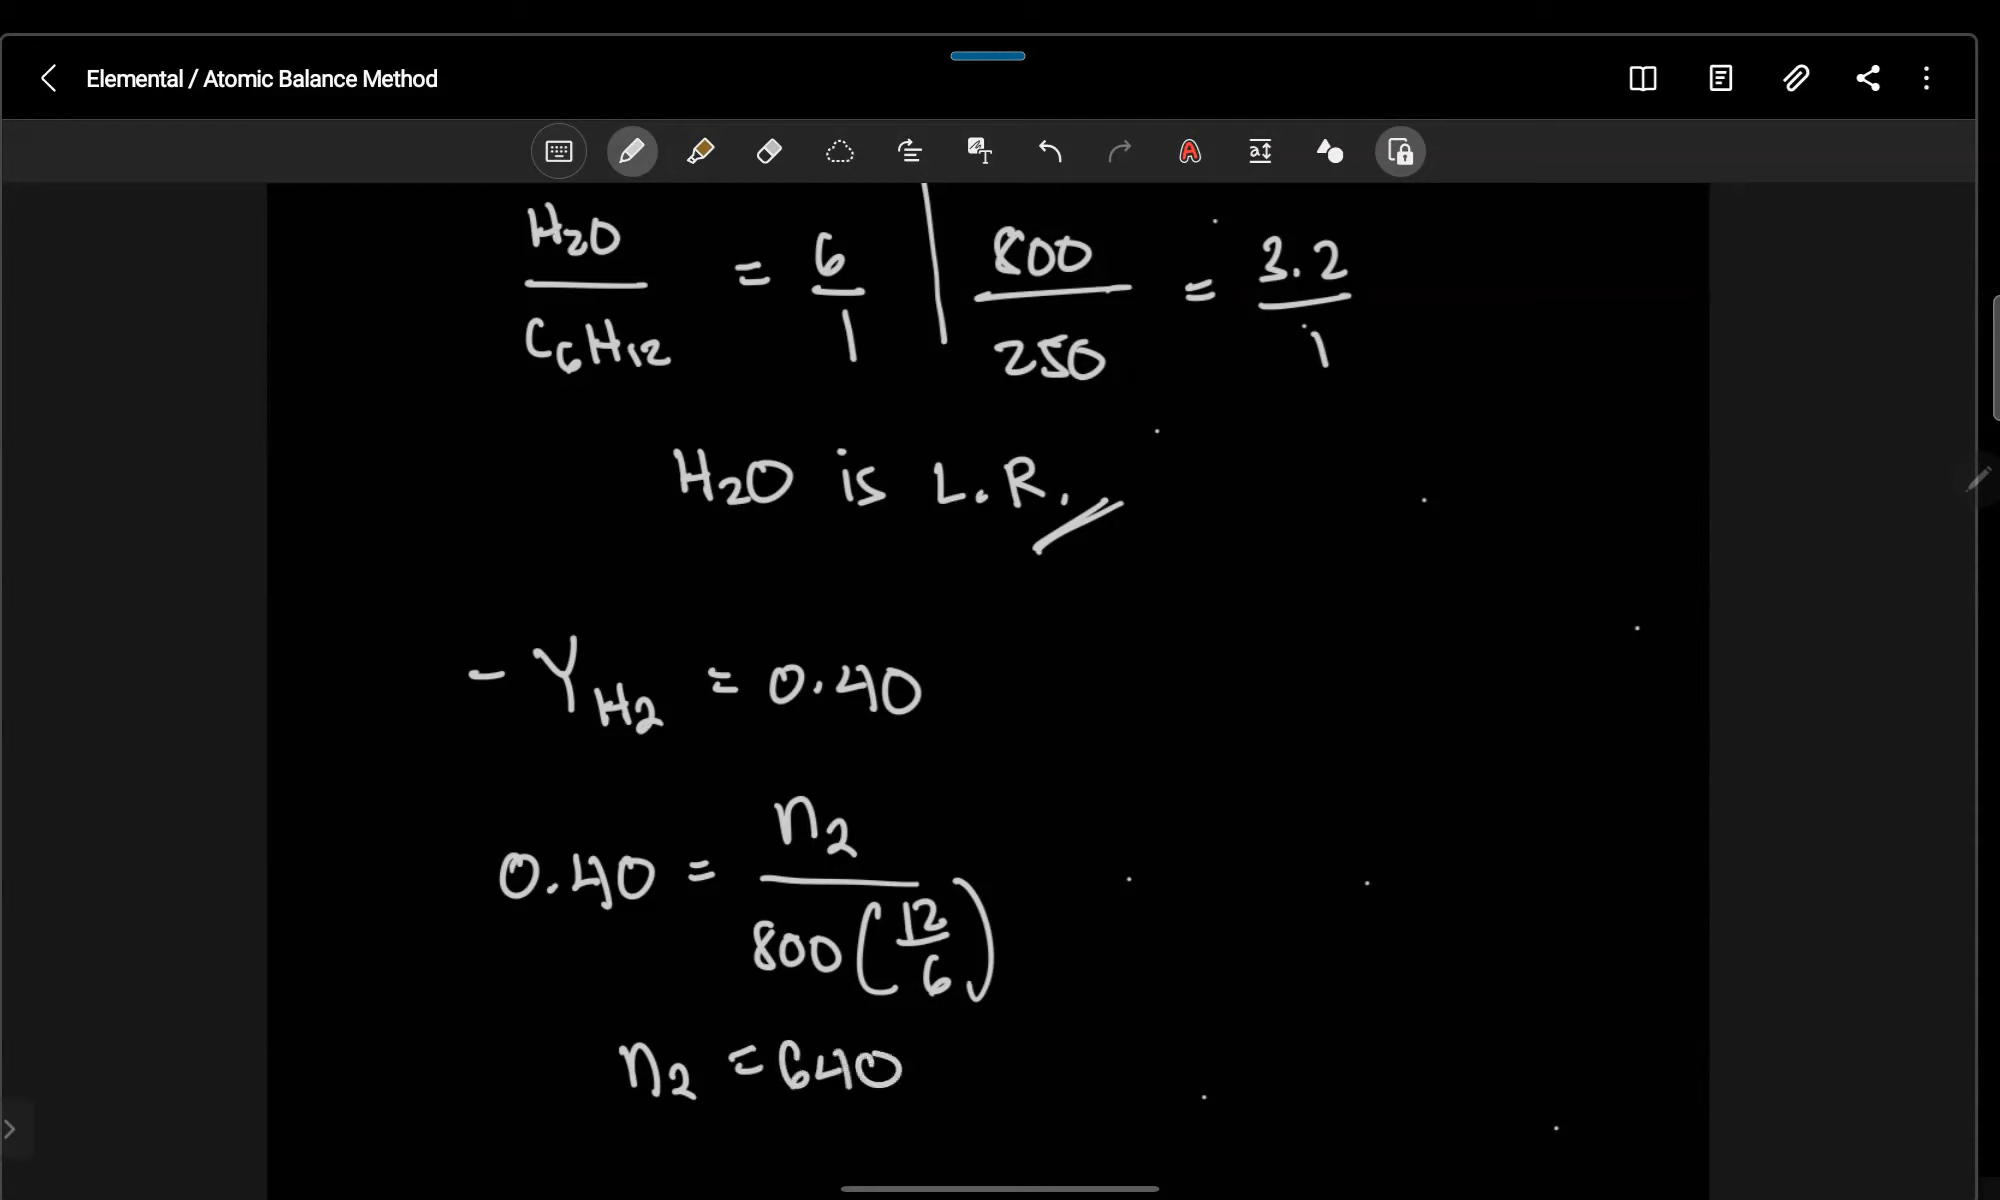 Elemental / Atomic Balance Method
H2O / C6H12 = 6/1 | 800/250 = 3.2/1
H2O is L.R.
- YH2 = 0.40
0.40 = n2 / 800(12/6)
n2 = 640